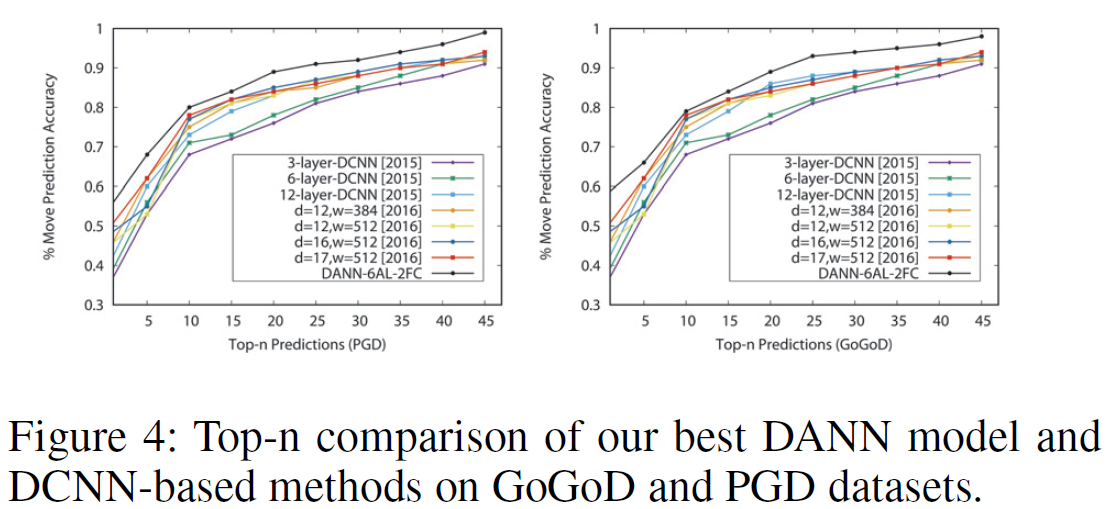 % Move Prediction Accuracy
1
0.9
0.8
0.7
0.6
0.5
0.4
0.3
3-layer-DCNN [2015]
6-layer-DCNN [2015]
12-layer-DCNN [2015]
d=12,w=384 [2016]
d=12,w=512 [2016]
d=16,w=512 [2016]
d=17,w=512 [2016]
DANN-6AL-2FC
5 10 15 20 25 30 35 40 45
Top-n Predictions (PGD)
% Move Prediction Accuracy
1
0.9
0.8
0.7
0.6
0.5
0.4
0.3
3-layer-DCNN [2015]
6-layer-DCNN [2015]
12-layer-DCNN [2015]
d=12,w=384 [2016]
d=12,w=512 [2016]
d=16,w=512 [2016]
d=17,w=512 [2016]
DANN-6AL-2FC
5 10 15 20 25 30 35 40 45
Top-n Predictions (GoGoD)
Figure 4: Top-n comparison of our best DANN model and
DCNN-based methods on GoGoD and PGD datasets.